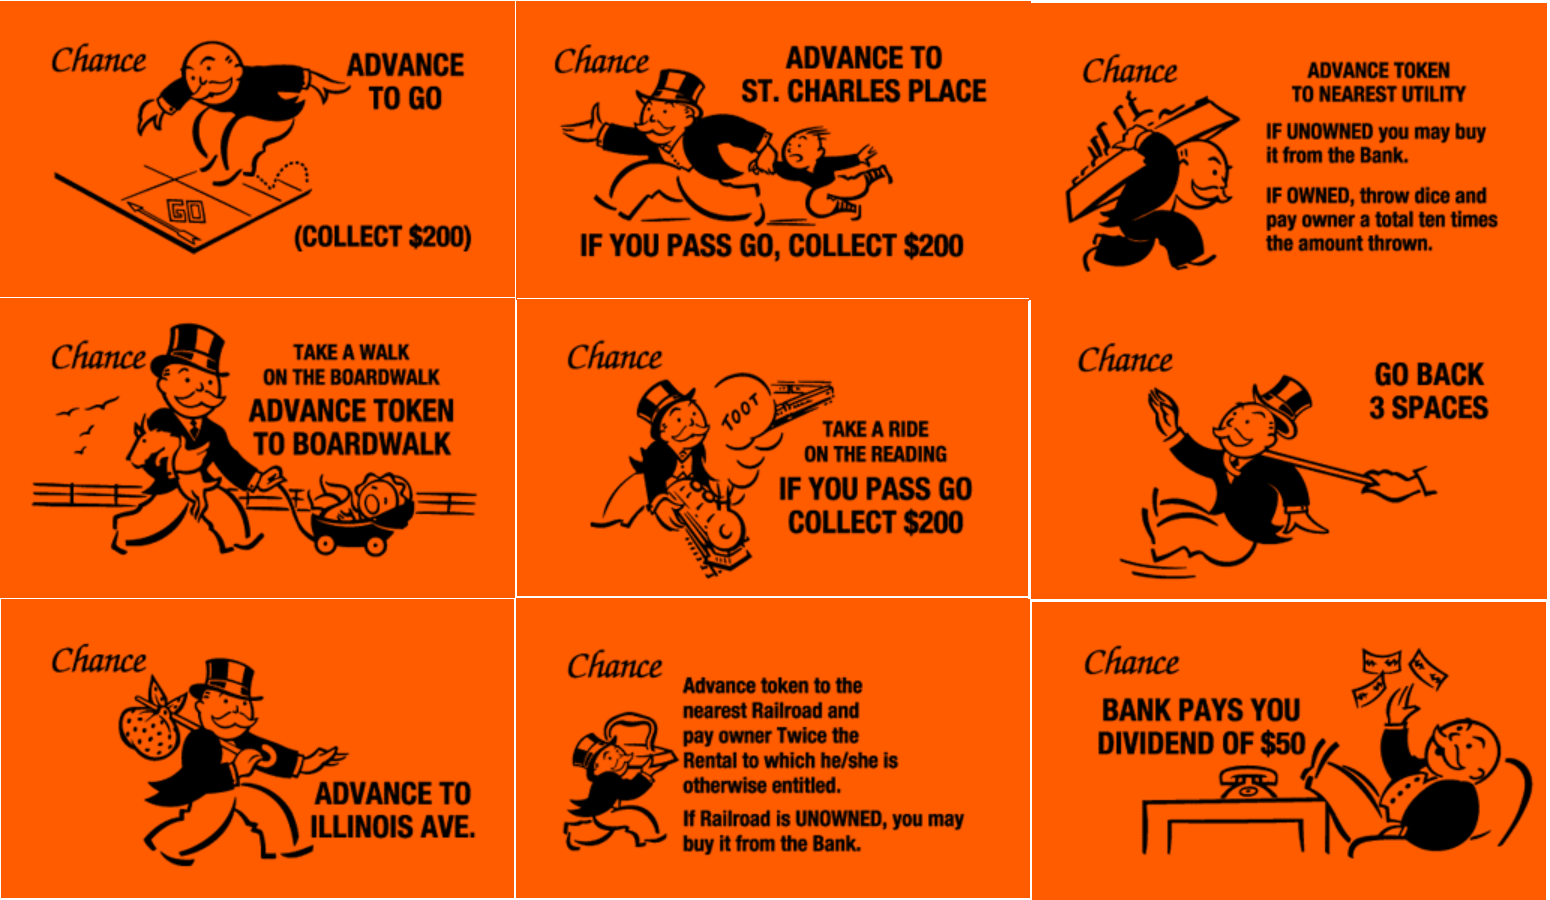 Chance
ADVANCE
TO GO
GO
(COLLECT $200)
Chance
ADVANCE TO
ST. CHARLES PLACE
IF YOU PASS GO, COLLECT $200
Chance
ADVANCE TOKEN
TO NEAREST UTILITY
IF UNOWNED you may buy
it from the Bank.
IF OWNED, throw dice and
pay owner a total ten times
the amount thrown.
Chance
TAKE A WALK
ON THE BOARDWALK
ADVANCE TOKEN
TO BOARDWALK
Chance
TOOT
TAKE A RIDE
ON THE READING
IF YOU PASS GO
COLLECT $200
Chance
GO BACK
3 SPACES
Chance
ADVANCE TO
ILLINOIS AVE.
Chance
Advance token to the
nearest Railroad and
pay owner Twice the
Rental to which he/she is
otherwise entitled.
If Railroad is UNOWNED, you may
buy it from the Bank.
Chance
BANK PAYS YOU
DIVIDEND OF $50